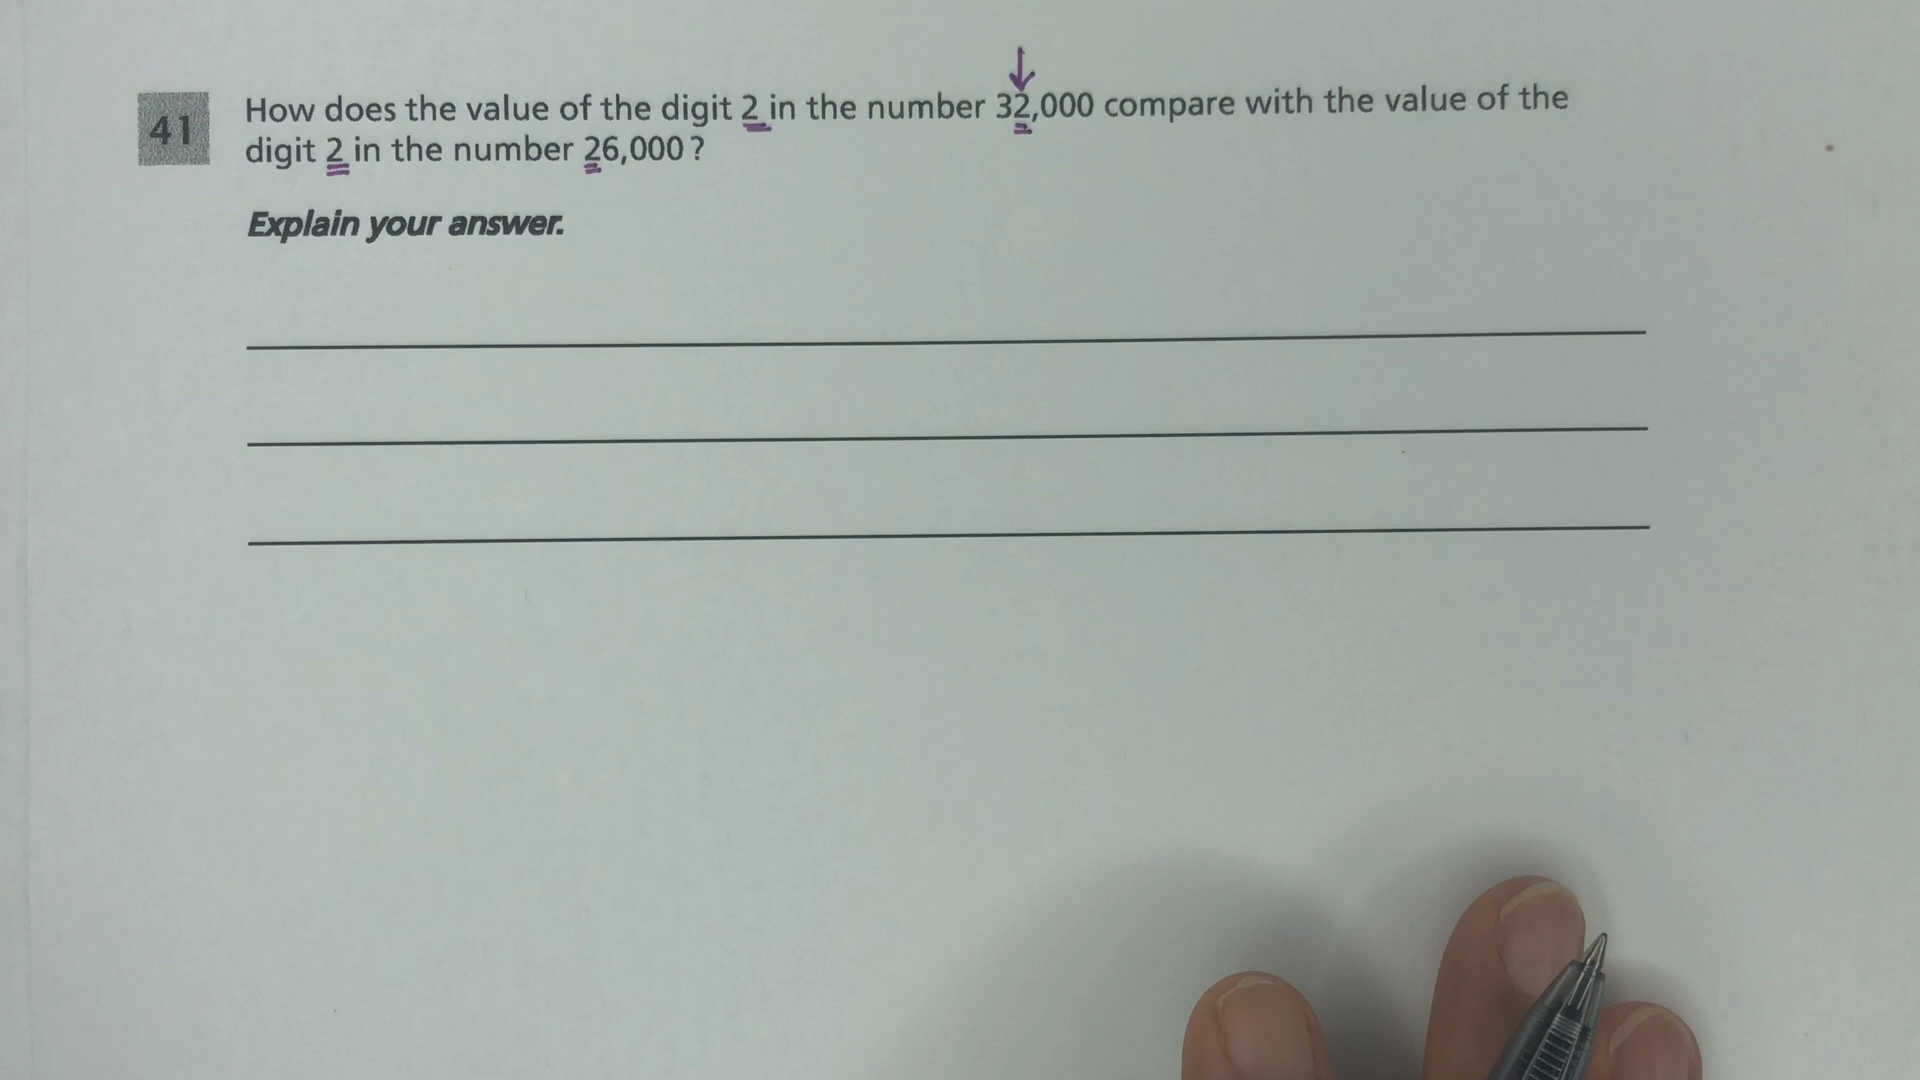 41 How does the value of the digit 2 in the number 32,000 compare with the value of the
digit 2 in the number 26,000?
Explain your answer.